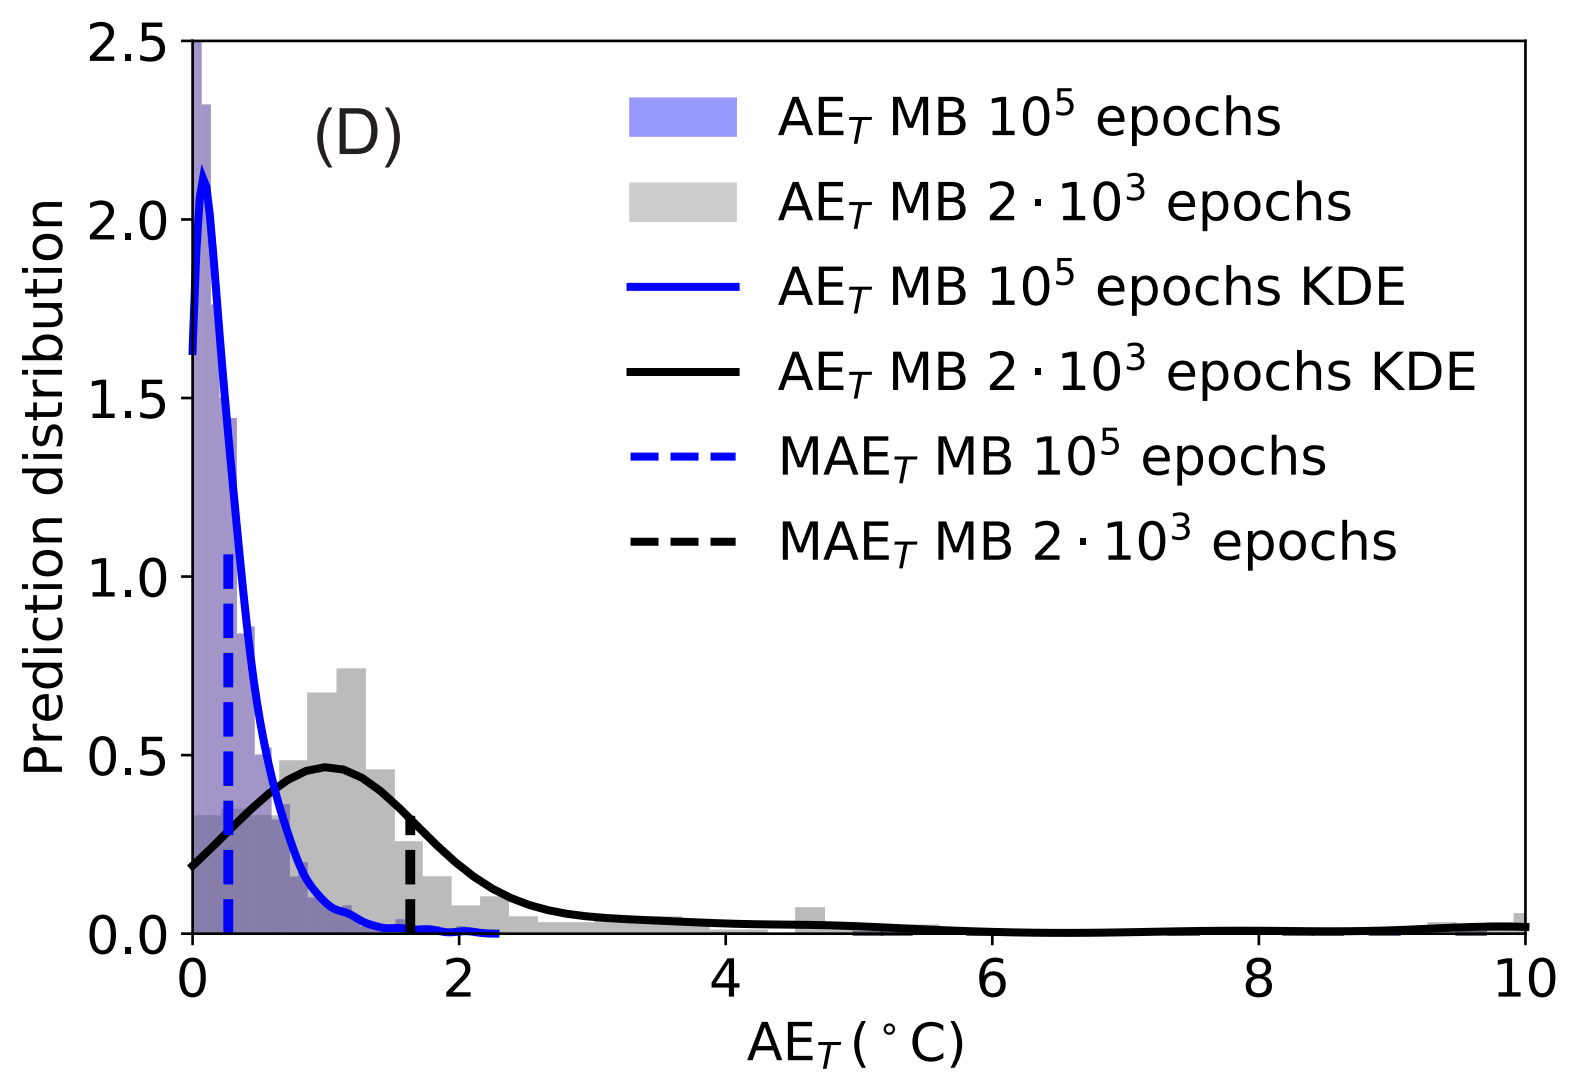 2.5
2.0
1.5
1.0
0.5
0.0
Prediction distribution
(D)
AE_T MB 10^5 epochs
AE_T MB 2·10^3 epochs
AE_T MB 10^5 epochs KDE
AE_T MB 2·10^3 epochs KDE
MAE_T MB 10^5 epochs
MAE_T MB 2·10^3 epochs
0 2 4 6 8 10
AE_T (°C)